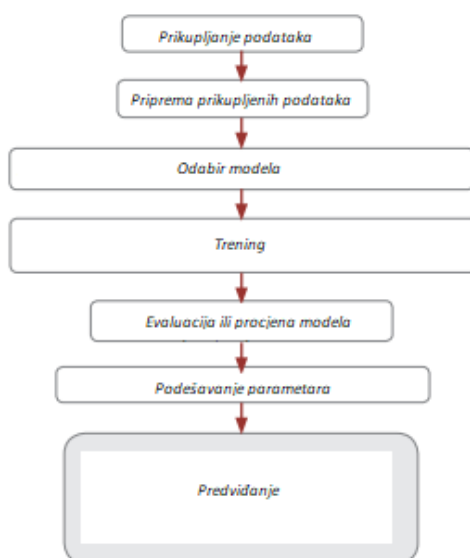 Prikupljanje podataka
Priprema prikupljenih podataka
Odabir modela
Trening
Evaluacija ili procjena modela
Podešavanje parametara
Predviđanje